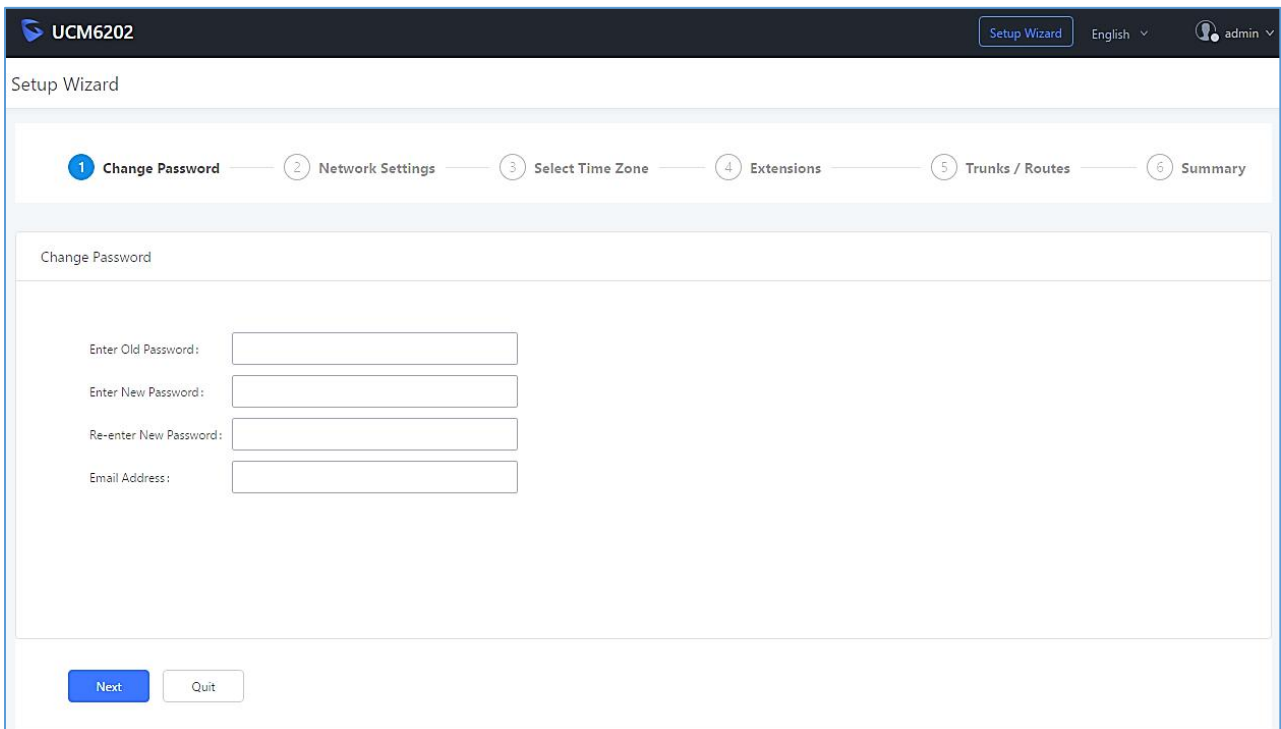 UCM6202 Setup Wizard English admin
Setup Wizard
1 Change Password 2 Network Settings 3 Select Time Zone 4 Extensions 5 Trunks / Routes 6 Summary
Change Password
Enter Old Password:
Enter New Password:
Re-enter New Password:
Email Address:
Next Quit